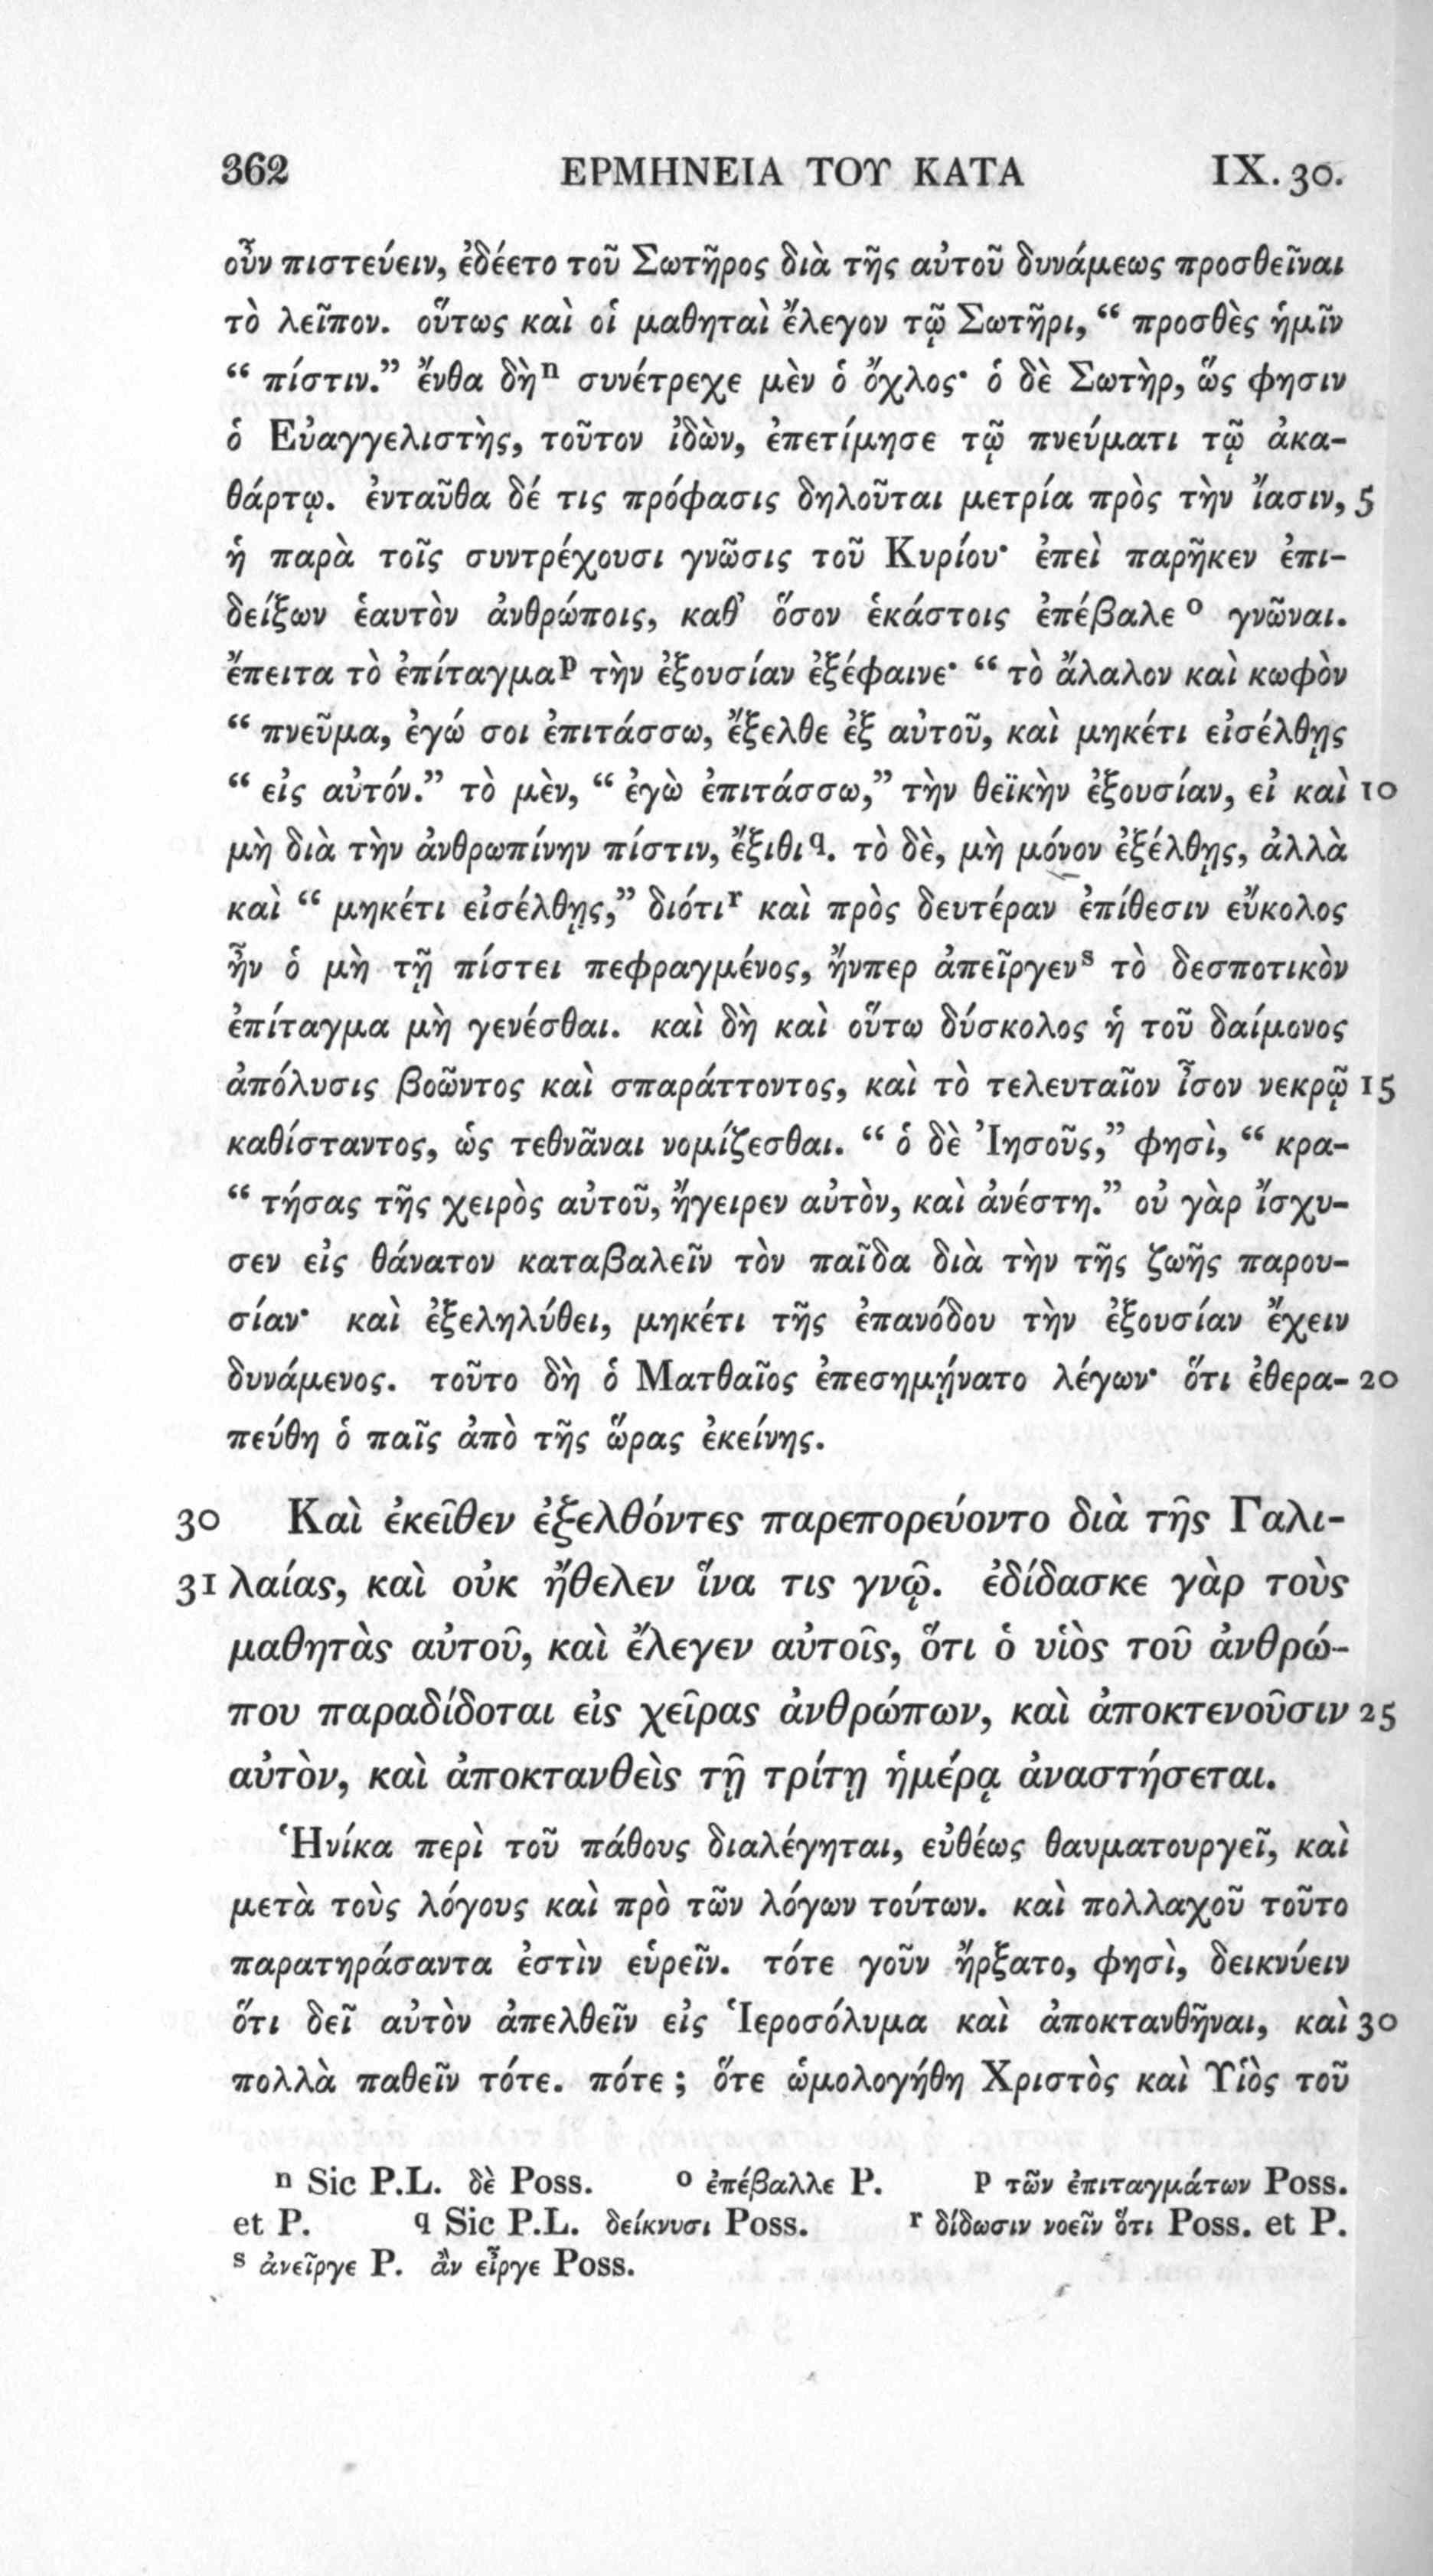 362 ΕΡΜΗΝΕΙΑ ΤΟΥ ΚΑΤΑ IX. 30.
οὖν πιστεύειν, ἐδέετο τοῦ Σωτῆρος διὰ τῆς αὐτοῦ δυνάμεως προσθεῖναι
τὸ λεῖπον. οὕτως καὶ οἱ μαθηταὶ ἔλεγον τῷ Σωτῆρι, “ προσθὲς ἡμῖν
“ πίστιν.” ἔνθα δὴⁿ συνέτρεχε μὲν ὁ ὄχλος· ὁ δὲ Σωτὴρ, ὥς φησιν
ὁ Εὐαγγελιστὴς, τοῦτον ἰδὼν, ἐπετίμησε τῷ πνεύματι τῷ ἀκα-
θάρτῳ. ἐνταῦθα δέ τις πρόφασις δηλοῦται μετρία πρὸς τὴν ἴασιν, 5
ἡ παρὰ τοῖς συντρέχουσι γνῶσις τοῦ Κυρίου· ἐπεὶ παρῆκεν ἐπι-
δείξων ἑαυτὸν ἀνθρώποις, καθ’ ὅσον ἑκάστοις ἐπέβαλε ᵒ γνῶναι.
ἔπειτα τὸ ἐπίταγμαᵖ τὴν ἐξουσίαν ἐξέφαινε· “ τὸ ἄλαλον καὶ κωφὸν
“ πνεῦμα, ἐγώ σοι ἐπιτάσσω, ἔξελθε ἐξ αὐτοῦ, καὶ μηκέτι εἰσέλθῃς
“ εἰς αὐτόν.” τὸ μὲν, “ ἐγὼ ἐπιτάσσω,” τὴν θεϊκὴν ἐξουσίαν, εἰ καὶ 10
μὴ διὰ τὴν ἀνθρωπίνην πίστιν, ἔξιθι q. τὸ δὲ, μὴ μόνον ἐξέλθῃς, ἀλλὰ
καὶ “ μηκέτι εἰσέλθῃς,” διότιʳ καὶ πρὸς δευτέραν ἐπίθεσιν εὔκολος
ἦν ὁ μὴ τῇ πίστει πεφραγμένος, ἥνπερ ἀπεῖργενˢ τὸ δεσποτικὸν
ἐπίταγμα μὴ γενέσθαι. καὶ δὴ καὶ οὕτω δύσκολος ἡ τοῦ δαίμονος
ἀπόλυσις βοῶντος καὶ σπαράττοντος, καὶ τὸ τελευταῖον ἶσον νεκρῷ 15
καθίσταντος, ὡς τεθνᾶναι νομίζεσθαι. “ ὁ δὲ Ἰησοῦς,” φησὶ, “ κρα-
“ τήσας τῆς χειρὸς αὐτοῦ, ἤγειρεν αὐτὸν, καὶ ἀνέστη.” οὐ γὰρ ἴσχυ-
σεν εἰς θάνατον καταβαλεῖν τὸν παῖδα διὰ τὴν τῆς ζωῆς παρου-
σίαν· καὶ ἐξεληλύθει, μηκέτι τῆς ἐπανόδου τὴν ἐξουσίαν ἔχειν
δυνάμενος. τοῦτο δὴ ὁ Ματθαῖος ἐπεσημῄνατο λέγων· ὅτι ἐθερα- 20
πεύθη ὁ παῖς ἀπὸ τῆς ὥρας ἐκείνης.
30 Καὶ ἐκεῖθεν ἐξελθόντες παρεπορεύοντο διὰ τῆς Γαλι-
31 λαίας, καὶ οὐκ ἤθελεν ἵνα τις γνῷ. ἐδίδασκε γὰρ τοὺς
μαθητὰς αὐτοῦ, καὶ ἔλεγεν αὐτοῖς, ὅτι ὁ υἱὸς τοῦ ἀνθρώ-
που παραδίδοται εἰς χεῖρας ἀνθρώπων, καὶ ἀποκτενοῦσιν 25
αὐτὸν, καὶ ἀποκτανθεὶς τῇ τρίτῃ ἡμέρᾳ ἀναστήσεται.
Ἡνίκα περὶ τοῦ πάθους διαλέγηται, εὐθέως θαυματουργεῖ, καὶ
μετὰ τοὺς λόγους καὶ πρὸ τῶν λόγων τούτων. καὶ πολλαχοῦ τοῦτο
παρατηράσαντα ἐστὶν εὑρεῖν. τότε γοῦν ἤρξατο, φησὶ, δεικνύειν
ὅτι δεῖ αὐτὸν ἀπελθεῖν εἰς Ἱεροσόλυμα καὶ ἀποκτανθῆναι, καὶ 30
πολλὰ παθεῖν τότε. πότε ; ὅτε ὡμολογήθη Χριστὸς καὶ Υἱὸς τοῦ
ⁿ Sic P.L. δὲ Poss. ᵒ ἐπέβαλλε P. ᵖ τῶν ἐπιταγμάτων Poss.
et P. q Sic P.L. δείκνυσι Poss. ʳ δίδωσιν νοεῖν ὅτι Poss. et P.
ˢ ἀνεῖργε P. ἂν εἶργε Poss.